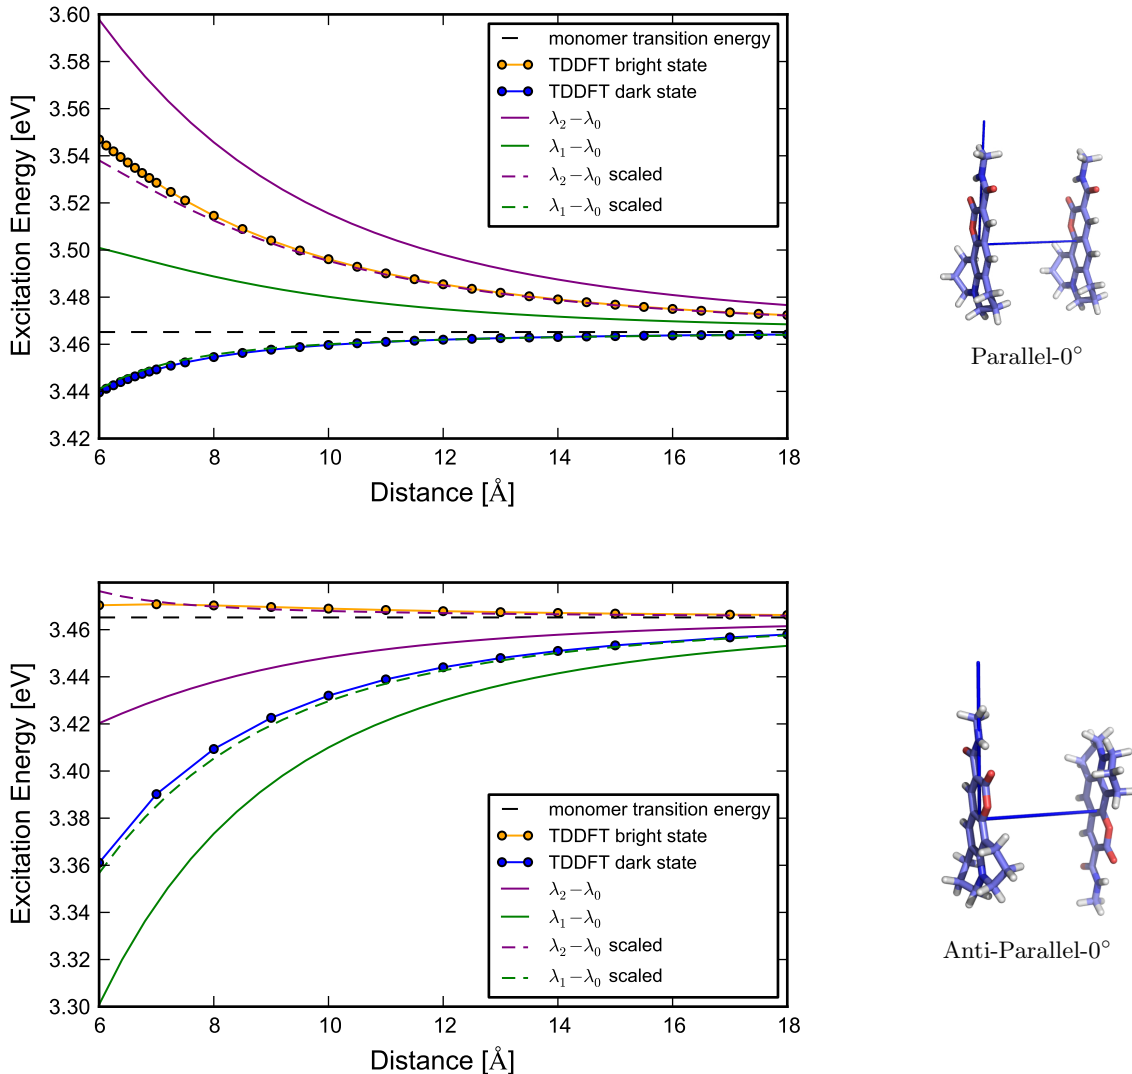 3.60
3.58
3.56
3.54
3.52
3.50
3.48
3.46
3.44
3.42
Excitation Energy [eV]
6 8 10 12 14 16 18
Distance [Å]
monomer transition energy
TDDFT bright state
TDDFT dark state
λ₂−λ₀
λ₁−λ₀
λ₂−λ₀ scaled
λ₁−λ₀ scaled
Parallel-0°
3.46
3.44
3.42
3.40
3.38
3.36
3.34
3.32
3.30
Excitation Energy [eV]
6 8 10 12 14 16 18
Distance [Å]
monomer transition energy
TDDFT bright state
TDDFT dark state
λ₂−λ₀
λ₁−λ₀
λ₂−λ₀ scaled
λ₁−λ₀ scaled
Anti-Parallel-0°